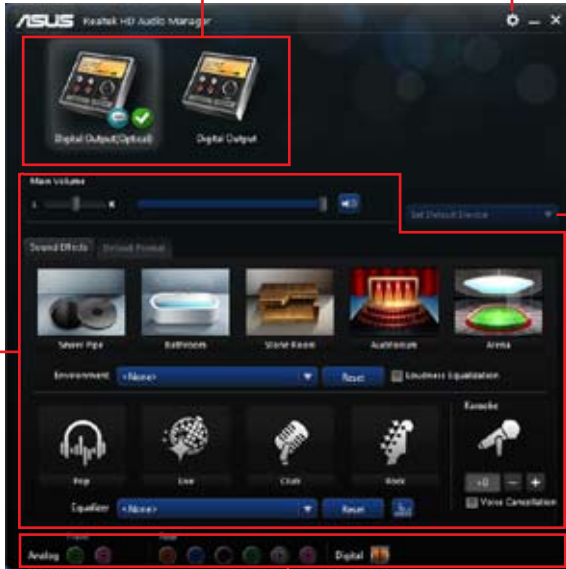 ASUS Realtek HD Audio Manager
Digital Output(Optical) Digital Output
Main Volume
L R
Set Default Device
Sound Effects Default Format
Sewer Pipe Bathroom Stone Room Auditorium Arena
Environment <None> Reset Loudness Equalization
Karaoke
Pop Live Club Rock
+0 - +
Equalizer <None> Reset Voice Cancellation
Front Rear
Analog Digital